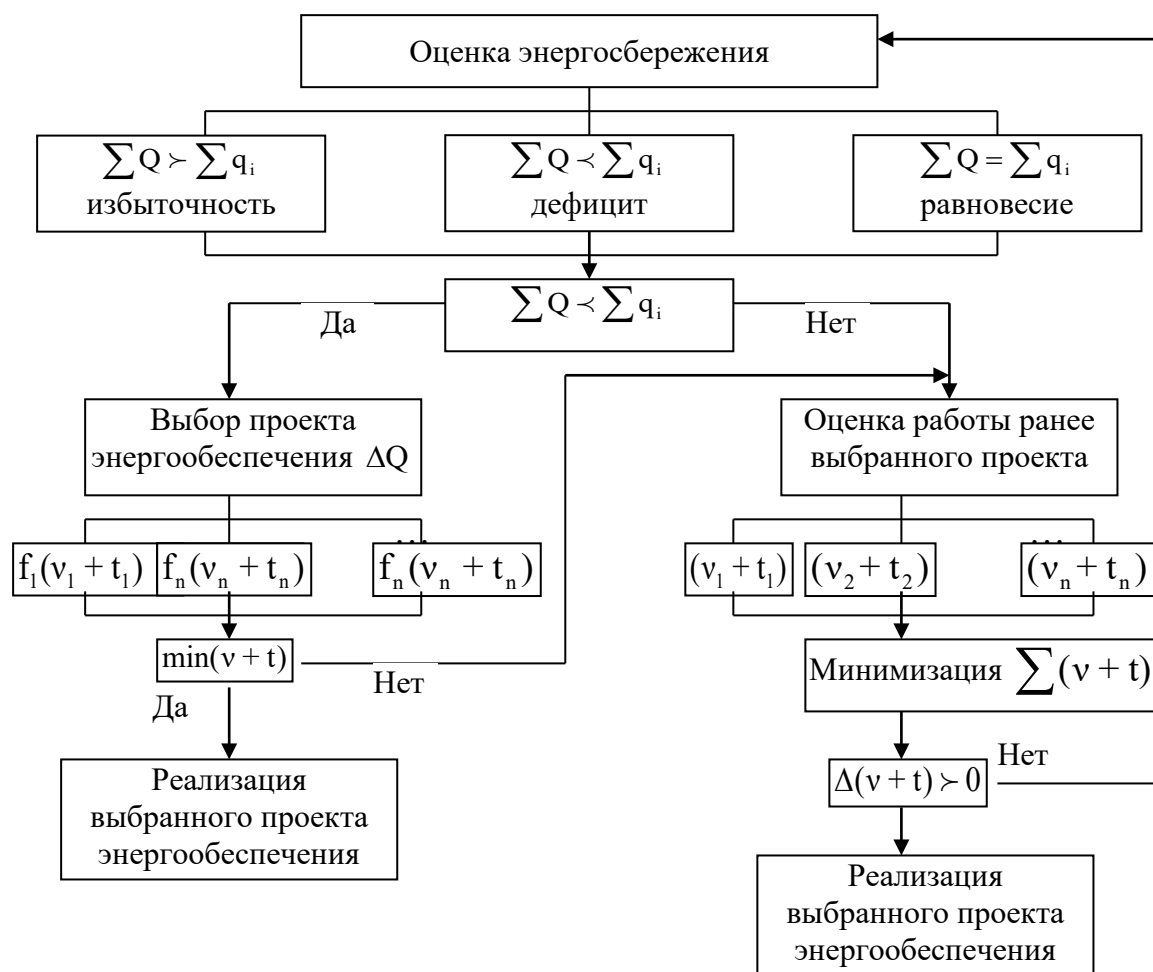 Оценка энергосбережения
∑Q ≻ ∑qᵢ
избыточность
∑Q ≺ ∑qᵢ
дефицит
∑Q = ∑qᵢ
равновесие
∑Q ≺ ∑qᵢ
Да
Нет
Выбор проекта
энергообеспечения ΔQ
Оценка работы ранее
выбранного проекта
...
f₁(ν₁ + t₁)
fₙ(νₙ + tₙ)
fₙ(νₙ + tₙ)
...
(ν₁ + t₁)
(ν₂ + t₂)
(νₙ + tₙ)
min(ν + t)
Нет
Да
Минимизация ∑(ν + t)
Реализация
выбранного проекта
энергообеспечения
Δ(ν + t) ≻ 0
Нет
Реализация
выбранного проекта
энергообеспечения